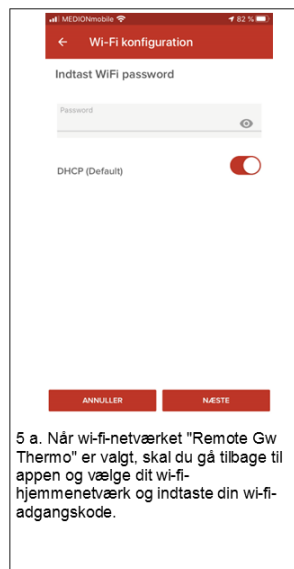 MEDIONmobile 82 %
Wi-Fi konfiguration
Indtast WiFi password
Password
DHCP (Default)
ANNULLER NÆSTE
5 a. Når wi-fi-netværket "Remote Gw
Thermo" er valgt, skal du gå tilbage til
appen og vælge dit wi-fi-
hjemmenetværk og indtaste din wi-fi-
adgangskode.